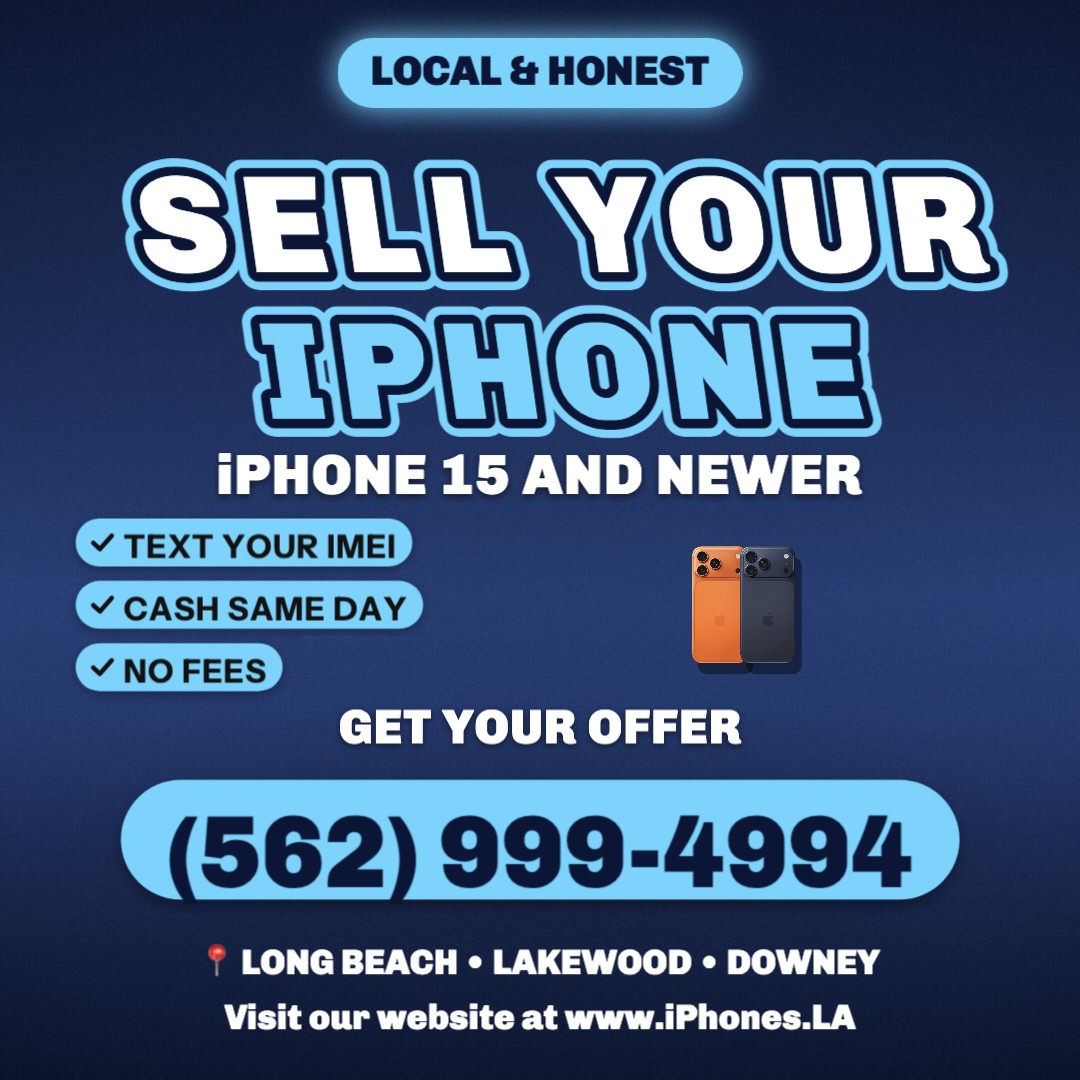 LOCAL & HONEST
SELL YOUR
IPHONE
iPHONE 15 AND NEWER
✓ TEXT YOUR IMEI
✓ CASH SAME DAY
✓ NO FEES
GET YOUR OFFER
(562) 999-4994
📍 LONG BEACH • LAKEWOOD • DOWNEY
Visit our website at www.iPhones.LA